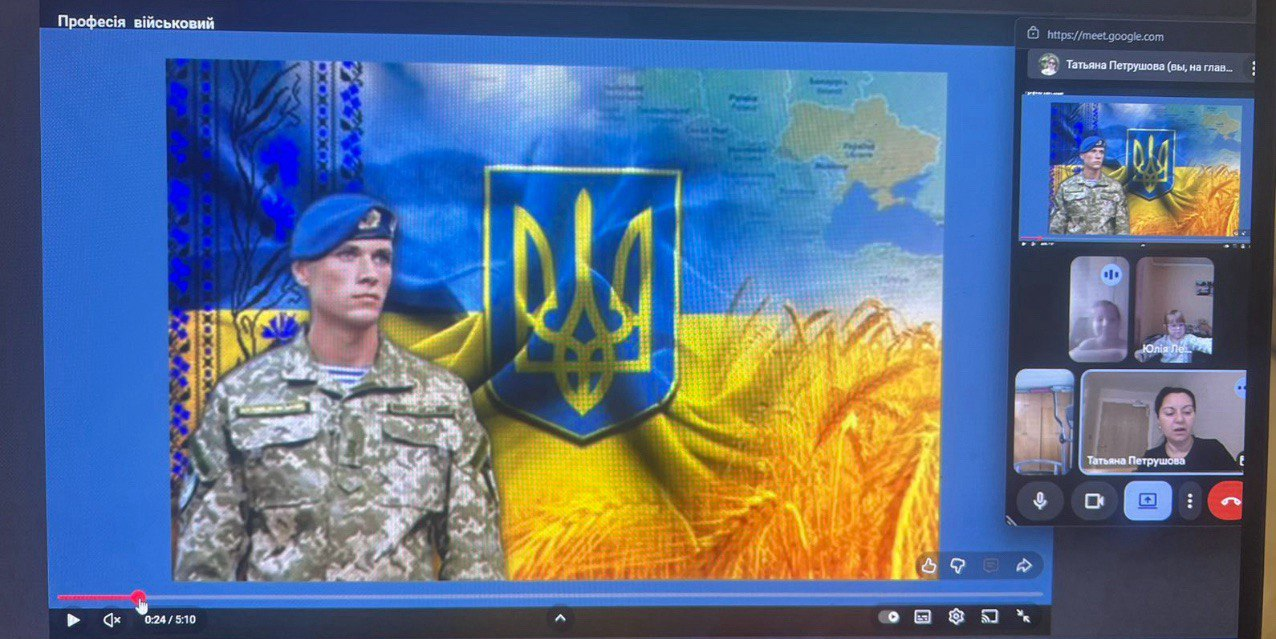 Професія військовий
https://meet.google.com
Татьяна Петрушова (вы, на глав...
Україна
Юлія Ле...
Татьяна Петрушова
0:24 / 5:10